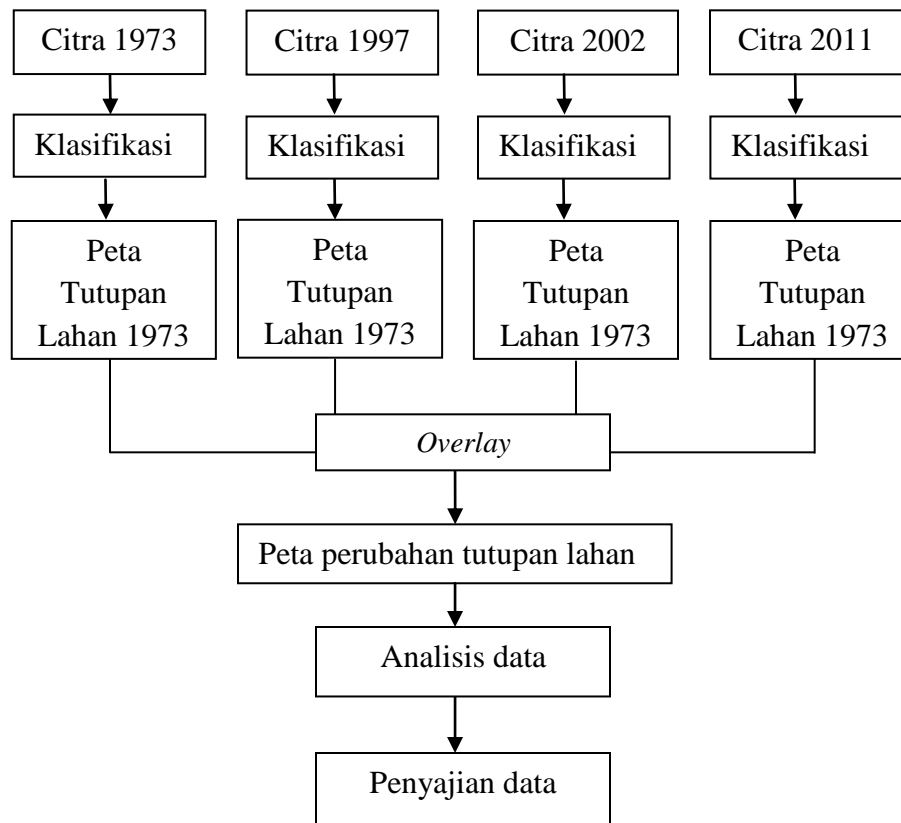 Citra 1973
Citra 1997
Citra 2002
Citra 2011
Klasifikasi
Klasifikasi
Klasifikasi
Klasifikasi
Peta
Tutupan
Lahan 1973
Peta
Tutupan
Lahan 1973
Peta
Tutupan
Lahan 1973
Peta
Tutupan
Lahan 1973
Overlay
Peta perubahan tutupan lahan
Analisis data
Penyajian data